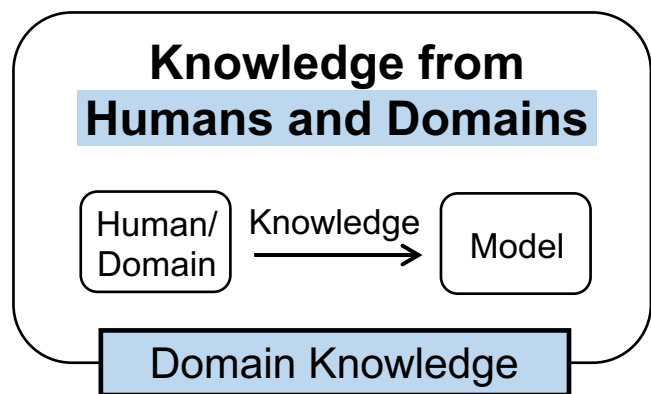 Knowledge from
Humans and Domains
Human/
Domain
Knowledge
Model
Domain Knowledge